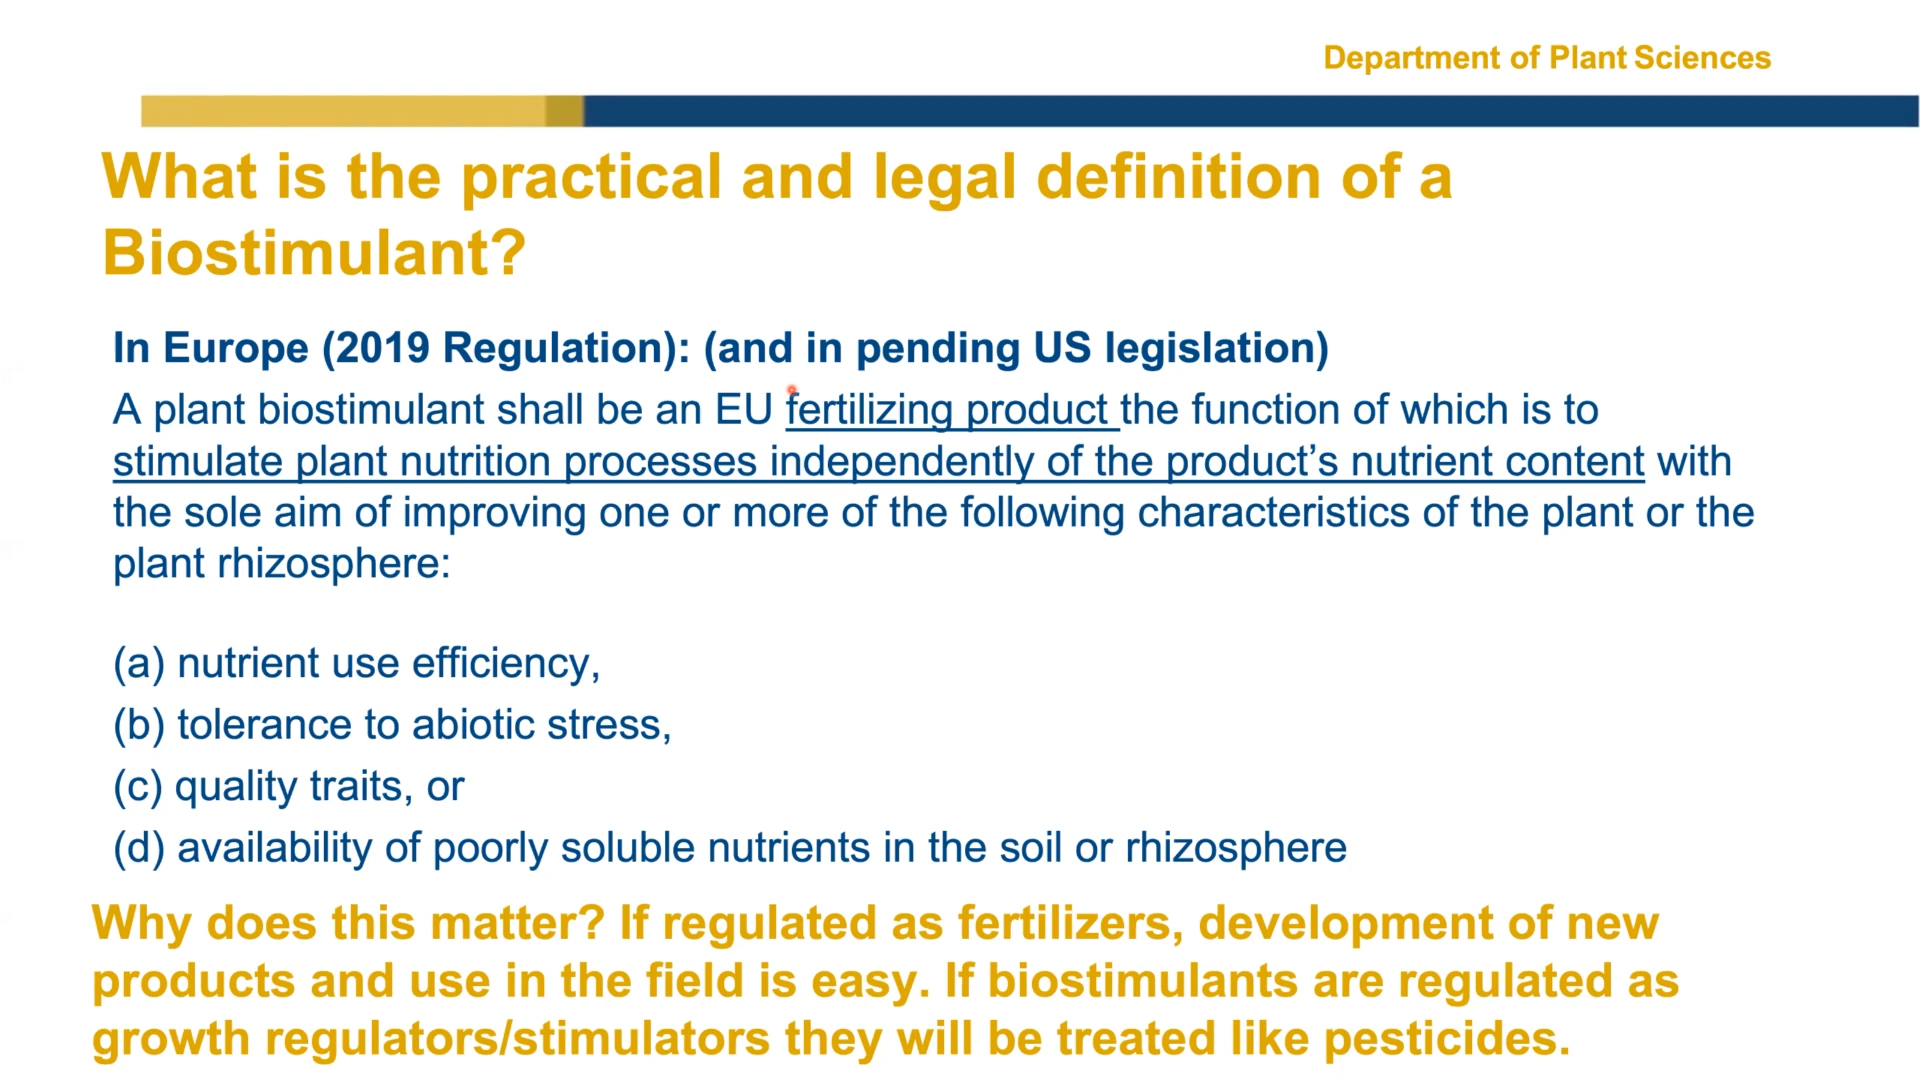 Department of Plant Sciences
What is the practical and legal definition of a
Biostimulant?
In Europe (2019 Regulation): (and in pending US legislation)
A plant biostimulant shall be an EU fertilizing product the function of which is to
stimulate plant nutrition processes independently of the product’s nutrient content with
the sole aim of improving one or more of the following characteristics of the plant or the
plant rhizosphere:
(a) nutrient use efficiency,
(b) tolerance to abiotic stress,
(c) quality traits, or
(d) availability of poorly soluble nutrients in the soil or rhizosphere
Why does this matter? If regulated as fertilizers, development of new
products and use in the field is easy. If biostimulants are regulated as
growth regulators/stimulators they will be treated like pesticides.